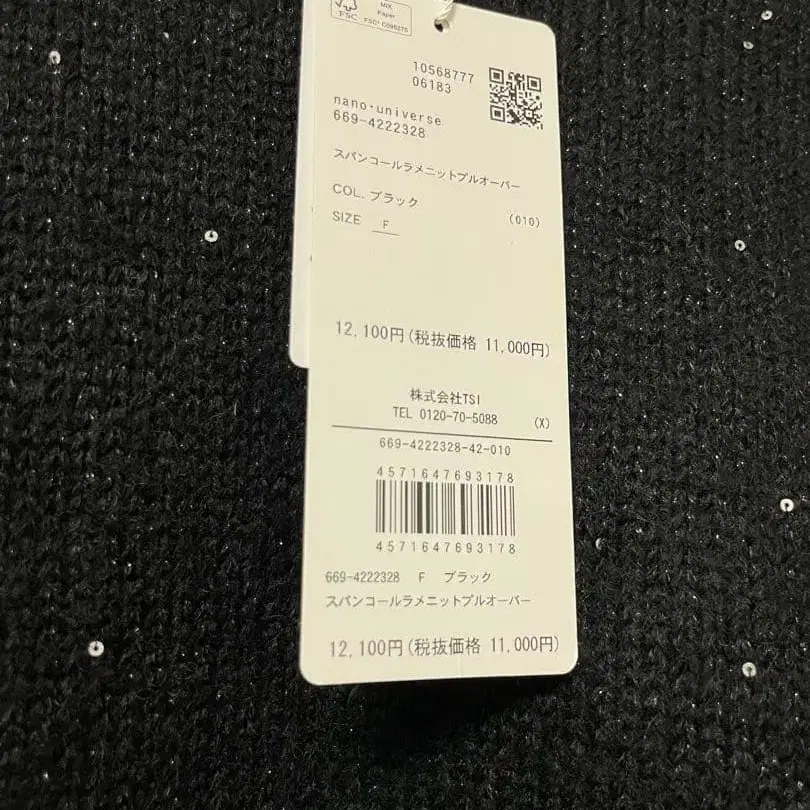 FSC
MIX
Paper
FSC® C095275
10568777
06183
nano・universe
669-4222328
スパンコールラメニットプルオーバー
COL. ブラック (010)
SIZE F
12,100円(税抜価格 11,000円)
株式会社TSI
TEL 0120-70-5088 (X)
669-4222328-42-010
4571647693178
4571647693178
669-4222328 F ブラック
スパンコールラメニットプルオーバー
12,100円(税抜価格 11,000円)